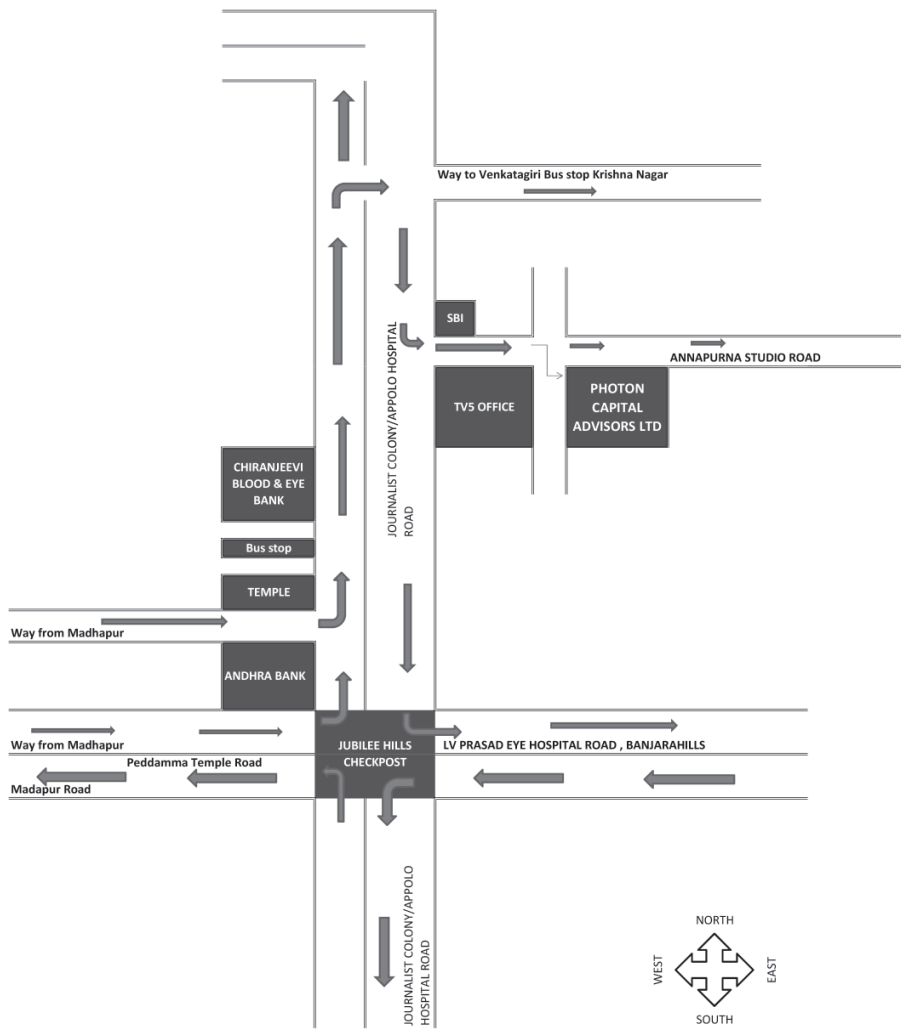 Way to Venkatagiri Bus stop Krishna Nagar
SBI
ANNAPURNA STUDIO ROAD
JOURNALIST COLONY/APPOLO HOSPITAL
ROAD
TV5 OFFICE
PHOTON
CAPITAL
ADVISORS LTD
CHIRANJEEVI
BLOOD & EYE
BANK
Bus stop
TEMPLE
Way from Madhapur
ANDHRA BANK
Way from Madhapur
JUBILEE HILLS
CHECKPOST
LV PRASAD EYE HOSPITAL ROAD , BANJARAHILLS
Peddamma Temple Road
Madapur Road
JOURNALIST COLONY/APPOLO
HOSPITAL ROAD
NORTH
WEST
EAST
SOUTH